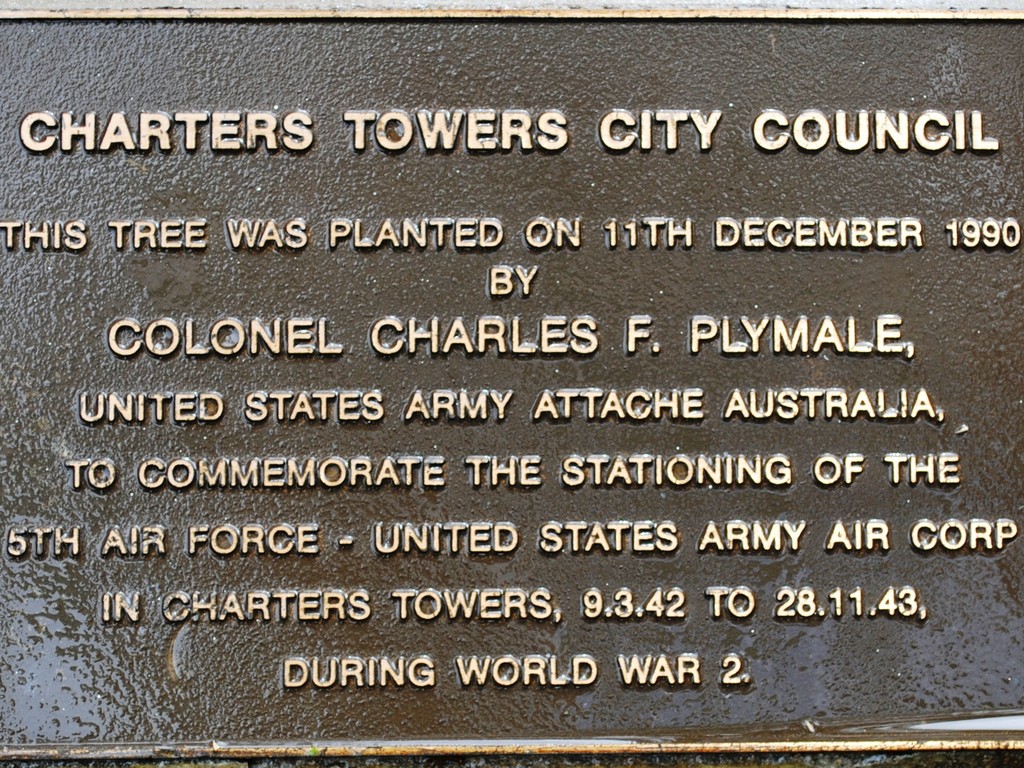 CHARTERS TOWERS CITY COUNCIL
THIS TREE WAS PLANTED ON 11TH DECEMBER 1990
BY
COLONEL CHARLES F. PLYMALE,
UNITED STATES ARMY ATTACHE AUSTRALIA,
TO COMMEMORATE THE STATIONING OF THE
5TH AIR FORCE - UNITED STATES ARMY AIR CORP
IN CHARTERS TOWERS, 9.3.42 TO 28.11.43,
DURING WORLD WAR 2.